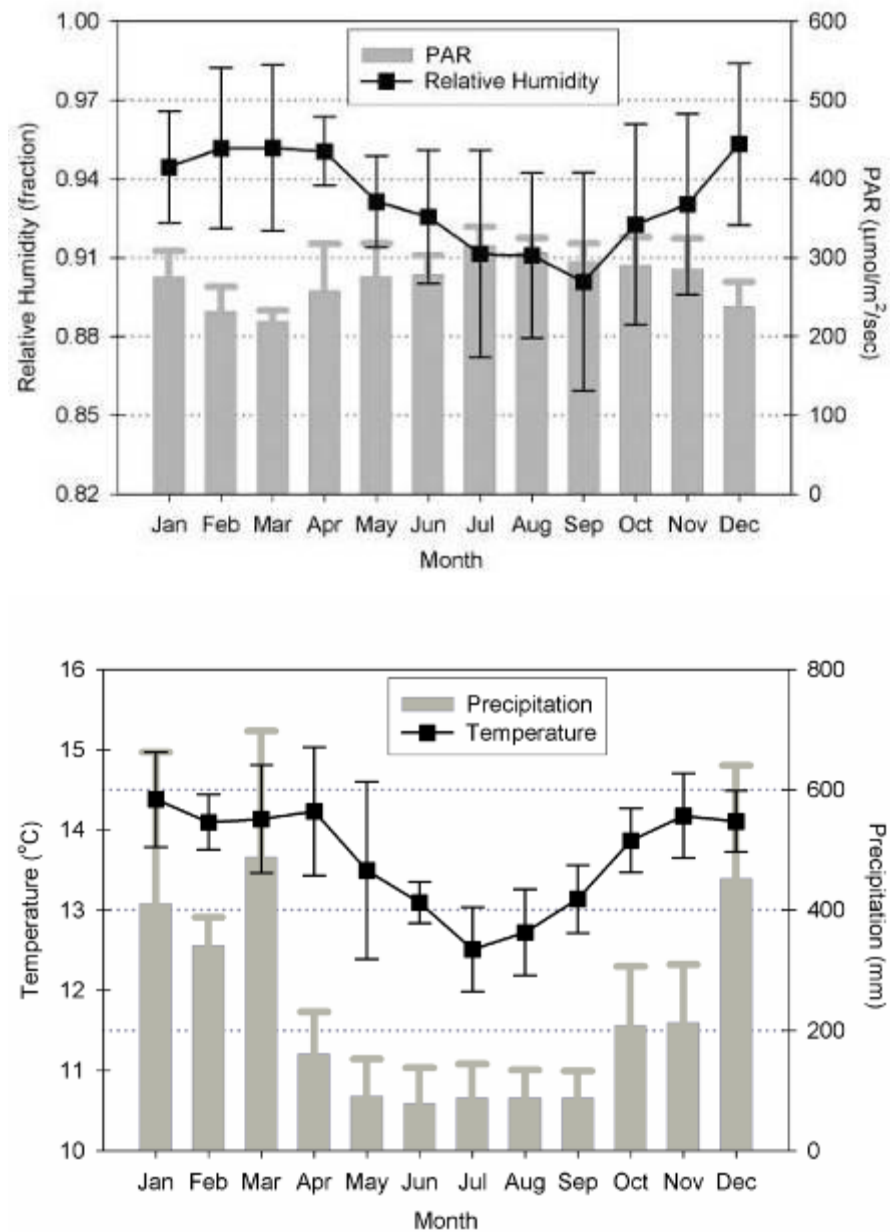 1.00
0.97
0.94
0.91
0.88
0.85
0.82
Relative Humidity (fraction)
PAR
Relative Humidity
600
500
400
300
200
100
0
PAR (μmol/m²/sec)
Jan Feb Mar Apr May Jun Jul Aug Sep Oct Nov Dec
Month
16
15
14
13
12
11
10
Temperature (°C)
Precipitation
Temperature
800
600
400
200
0
Precipitation (mm)
Jan Feb Mar Apr May Jun Jul Aug Sep Oct Nov Dec
Month